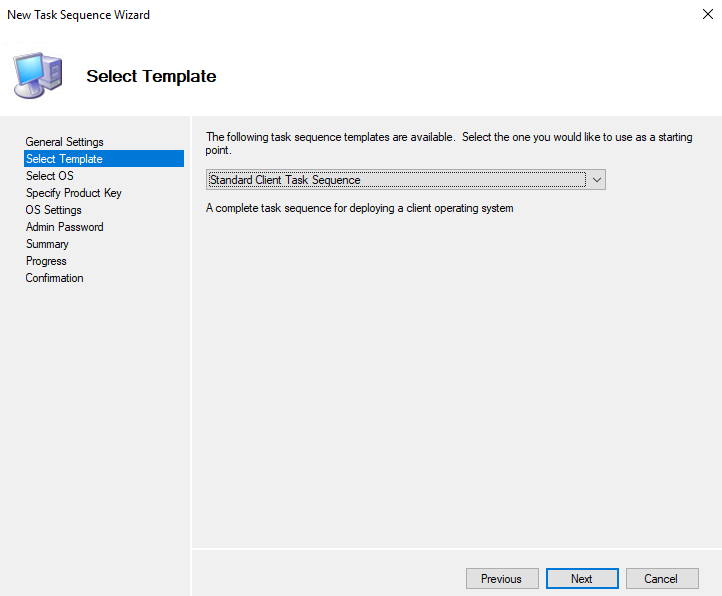 New Task Sequence Wizard
Select Template
General Settings
Select Template
Select OS
Specify Product Key
OS Settings
Admin Password
Summary
Progress
Confirmation
The following task sequence templates are available.  Select the one you would like to use as a starting
point.
Standard Client Task Sequence
A complete task sequence for deploying a client operating system
Previous
Next
Cancel